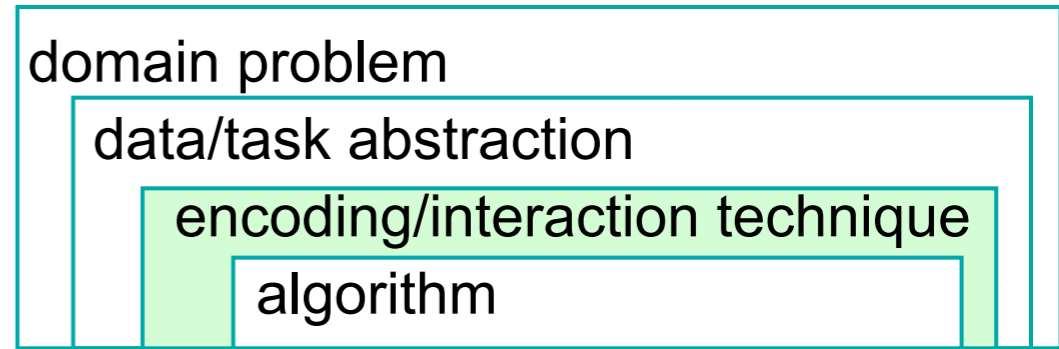 domain problem
data/task abstraction
encoding/interaction technique
algorithm